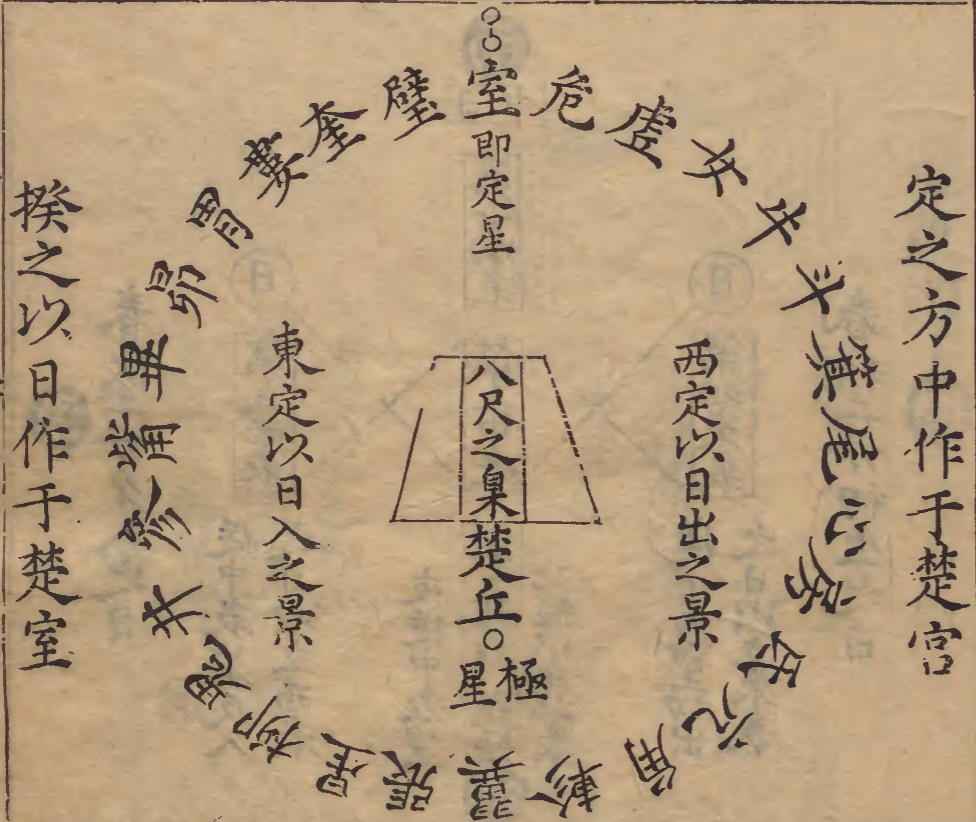 定之方中作于楚宮
西定以日出之景
室危虛女牛斗箕尾心房氐亢角軫翼張星柳鬼井參觜畢昴胃婁奎壁
即定星
八尺之臬楚丘
極星
東定以日入之景
揆之以日作于楚室